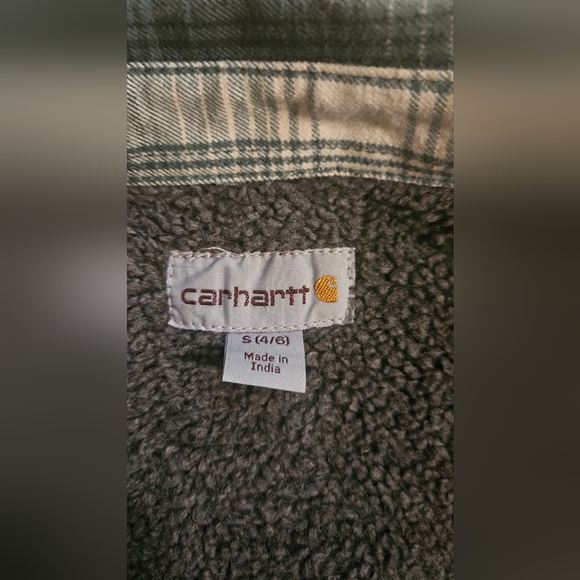 carhartt
S (4/6)
Made in
India